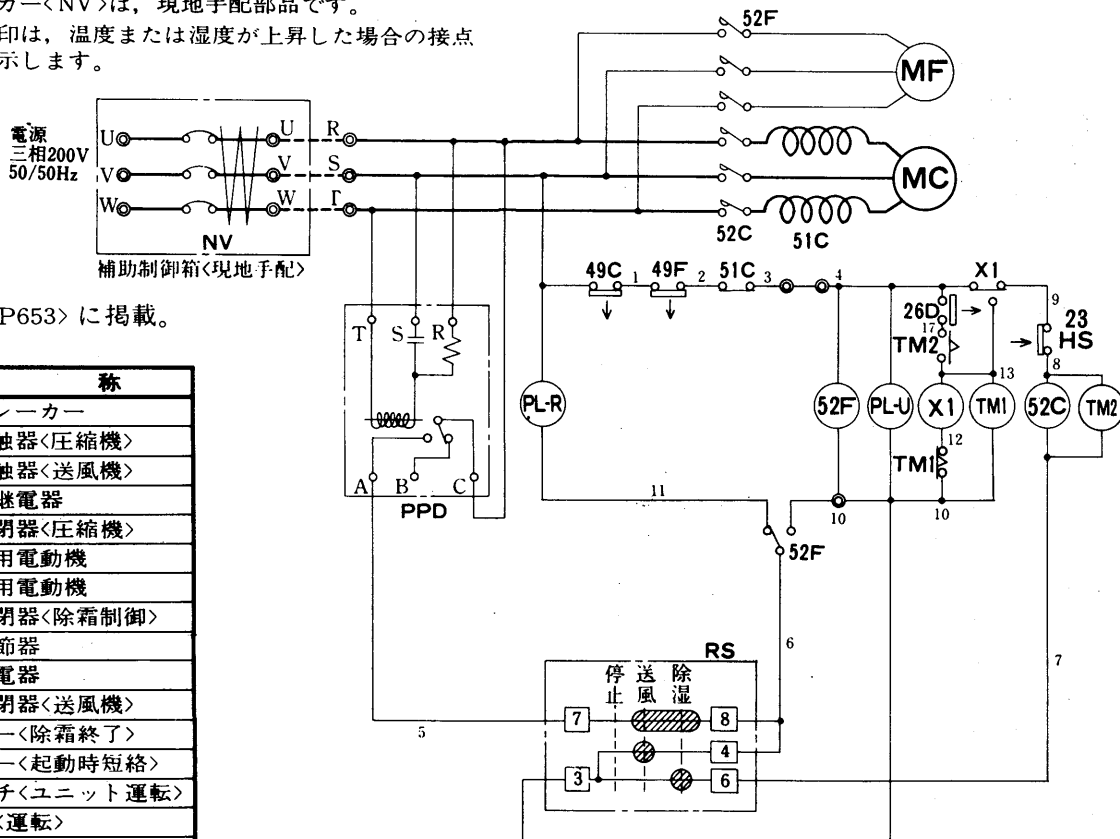 カー<NV>は，現地手配部品です。
印は，温度または湿度が上昇した場合の接点
示します。
電源
三相200V
50/50Hz
U
V
W
U
V
W
R
S
T
NV
補助制御箱<現地手配>
P653> に掲載。
52F
MF
MC
52C
51C
49C
1
49F
2
51C
3
4
X1
9
26D
17
TM2
23
HS
8
13
T
S
R
PL-R
52F
PL-U
X1
TM1
52C
TM2
12
TM1
A
B
C
PPD
11
10
10
52F
6
7
5
RS
停止
送風
除湿
7
8
4
3
6
称
レーカー
触器<圧縮機>
触器<送風機>
継電器
閉器<圧縮機>
用電動機
用電動機
閉器<除霜制御>
節器
電器
閉器<送風機>
ー<除霜終了>
ー<起動時短絡>
チ<ユニット運転>
<運転>